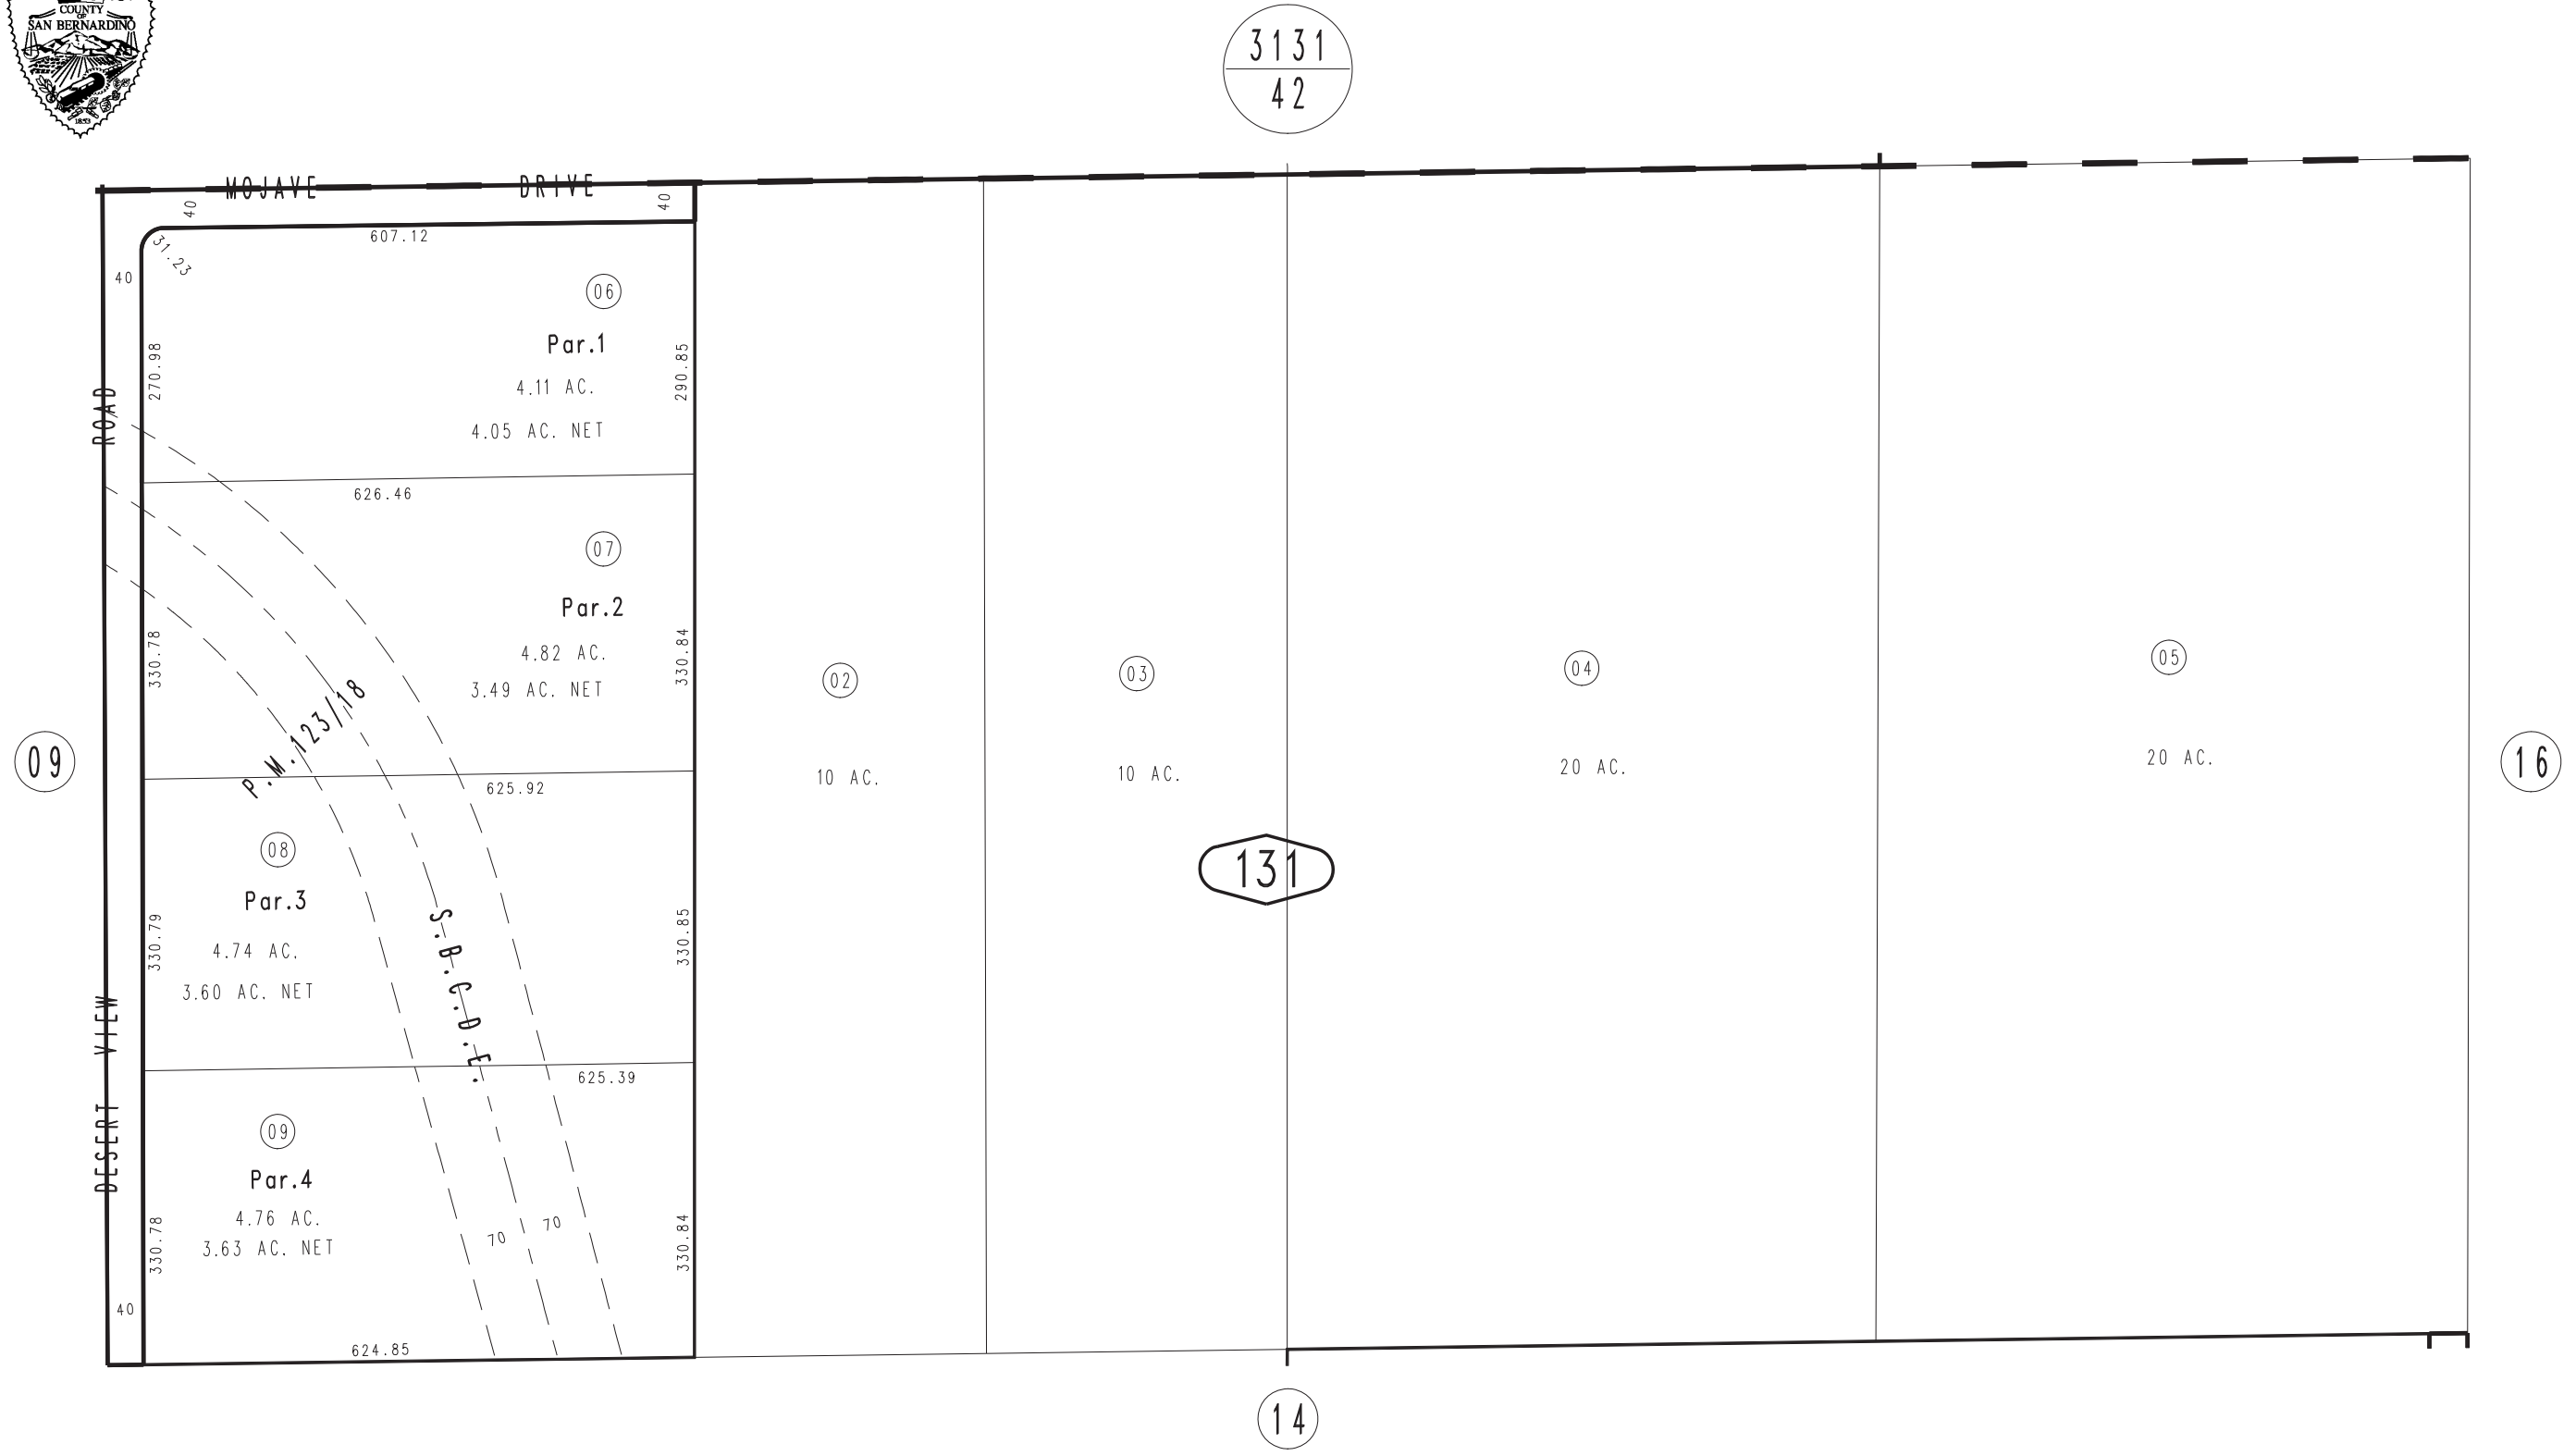 COUNTY
OF
SAN BERNARDINO
1853
3131
42
MOJAVE DRIVE
40
40
607.12
31.23
40
06
Par.1
4.11 AC.
4.05 AC. NET
270.98
290.85
ROAD
626.46
07
Par.2
4.82 AC.
3.49 AC. NET
330.78
330.84
P.M.123/18
625.92
02
10 AC.
03
10 AC.
04
20 AC.
05
20 AC.
09
16
131
08
Par.3
4.74 AC.
3.60 AC. NET
330.79
330.85
S.B.C.D.E.
DESERT VIEW
625.39
09
Par.4
4.76 AC.
3.63 AC. NET
330.78
330.84
70
70
40
624.85
14